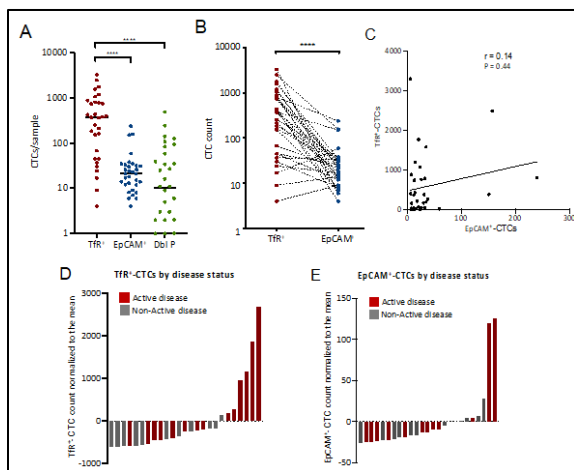 A
****
****
CTCs/sample
10000
1000
100
10
1
TfR⁺
EpCAM⁺
Dbl P
B
****
CTC count
10000
1000
100
10
1
TfR⁺
EpCAM⁺
C
r = 0.14
P = 0.44
TfR⁺-CTCs
4000
3000
2000
1000
0
0
100
200
300
EpCAM⁺-CTCs
D
TfR⁺-CTCs by disease status
Active disease
Non-Active disease
TfR⁺- CTC count normalized to the mean
3000
2000
1000
0
-1000
E
EpCAM⁺-CTCs by disease status
Active disease
Non-Active disease
EpCAM⁺- CTC count normalized to the mean
150
100
50
0
-50